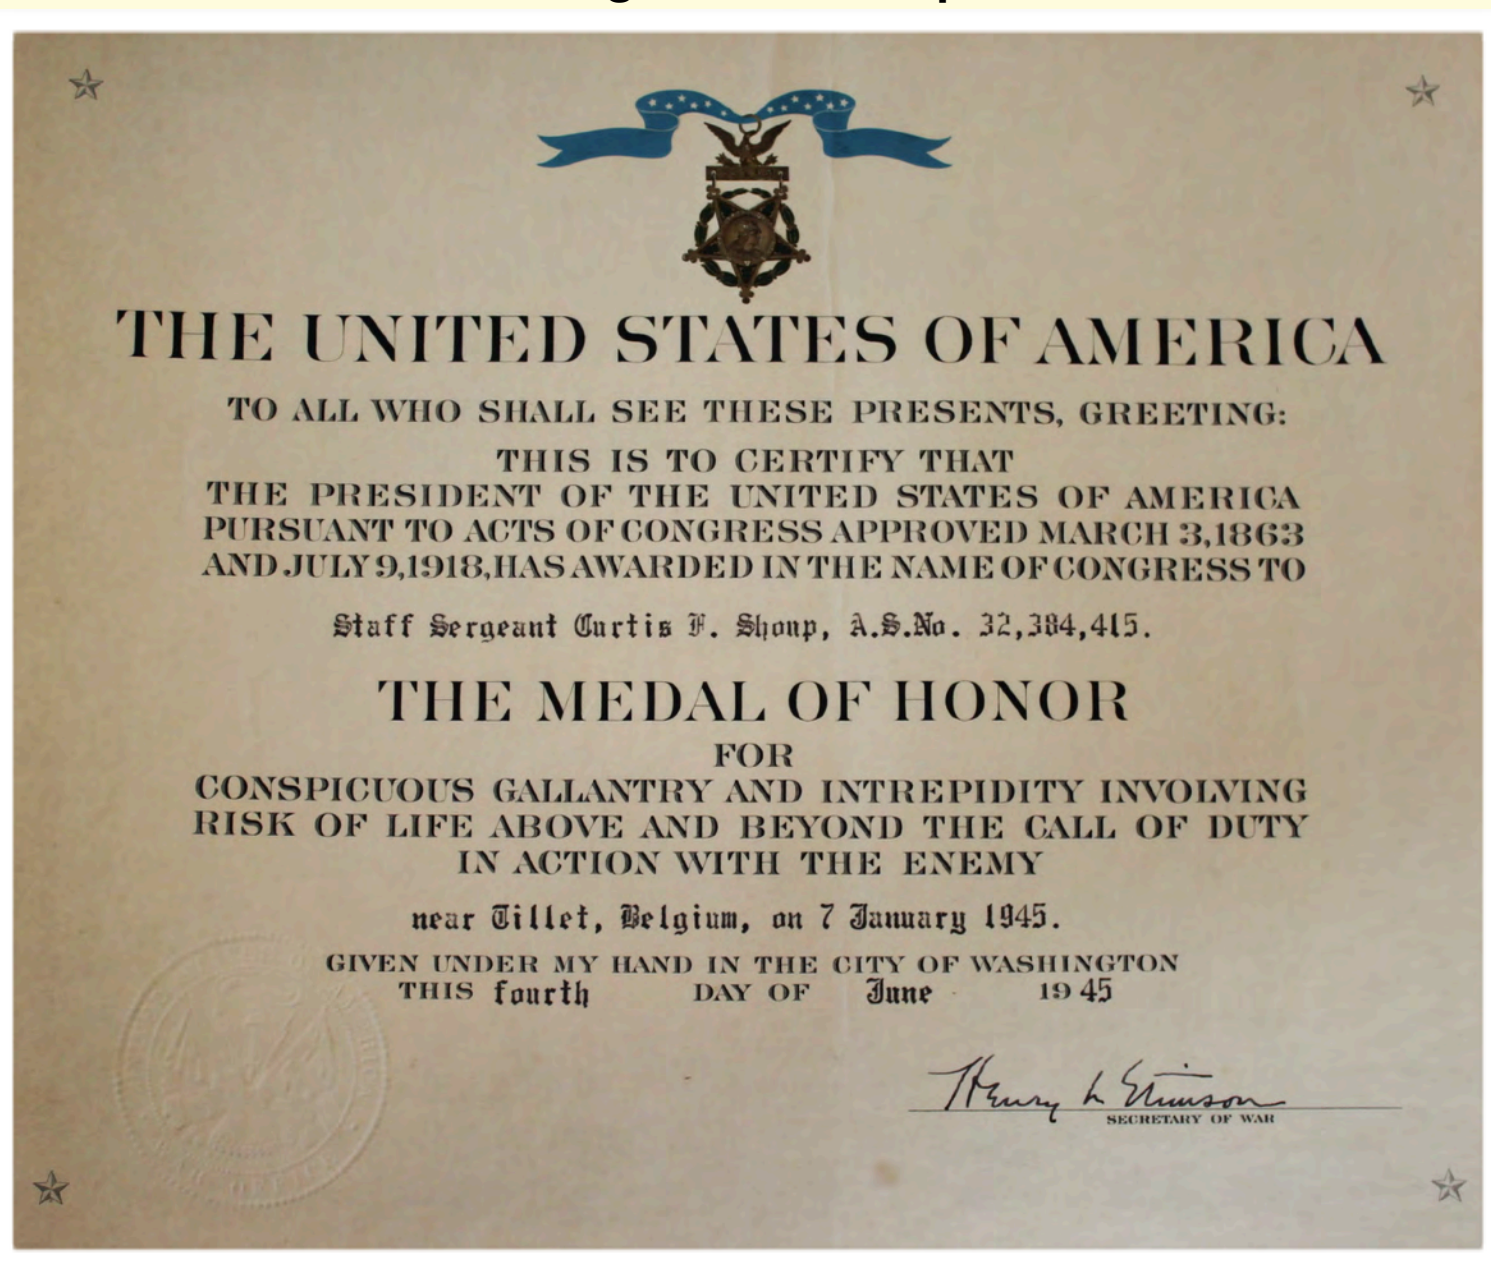 THE UNITED STATES OF AMERICA
TO ALL WHO SHALL SEE THESE PRESENTS, GREETING:
THIS IS TO CERTIFY THAT
THE PRESIDENT OF THE UNITED STATES OF AMERICA
PURSUANT TO ACTS OF CONGRESS APPROVED MARCH 3,1863
AND JULY 9,1918, HAS AWARDED IN THE NAME OF CONGRESS TO
Staff Sergeant Curtis F. Shoup, A.S.No. 32,384,415.
THE MEDAL OF HONOR
FOR
CONSPICUOUS GALLANTRY AND INTREPIDITY INVOLVING
RISK OF LIFE ABOVE AND BEYOND THE CALL OF DUTY
IN ACTION WITH THE ENEMY
near Tillet, Belgium, on 7 January 1945.
GIVEN UNDER MY HAND IN THE CITY OF WASHINGTON
THIS fourth DAY OF June 1945
Henry L Stimson
SECRETARY OF WAR
OFFICE